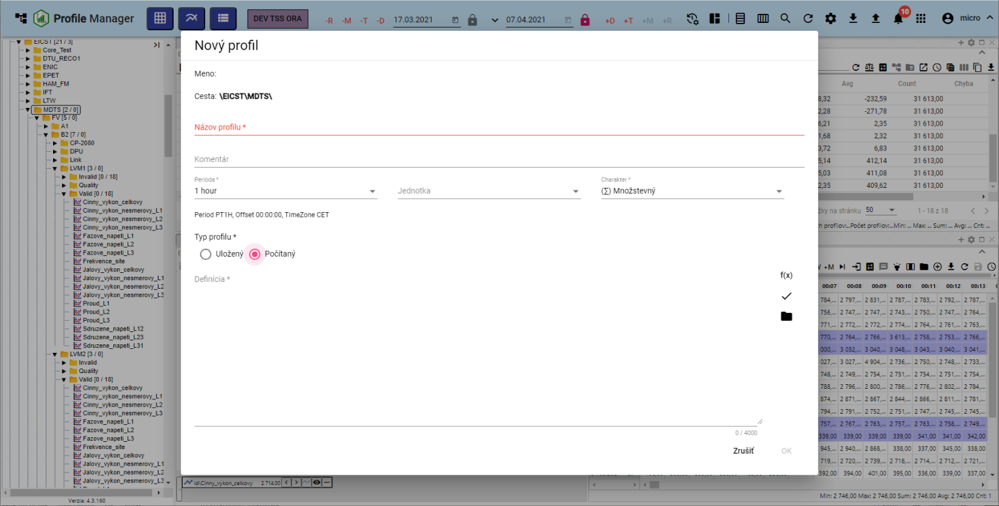 Profile Manager
DEV TSS ORA
-R -M -T -D 17.03.2021 07.04.2021 +D +T +M +R
10
micro
EICST [21 / 3]
Core_Test
DTU_RECO1
ENIC
EPET
HAM_FM
IFT
LTW
MDTS [2 / 0]
FV [5 / 0]
A1
B2 [7 / 0]
CP-2080
DPU
Link
LVM1 [3 / 0]
Invalid [0 / 18]
Quality
Valid [0 / 18]
Cinny_vykon_celkovy
Cinny_vykon_nesmerovy_L1
Cinny_vykon_nesmerovy_L2
Cinny_vykon_nesmerovy_L3
Fazove_napeti_L1
Fazove_napeti_L2
Fazove_napeti_L3
Frekvence_site
Jalovy_vykon_celkovy
Jalovy_vykon_nesmerovy_L1
Jalovy_vykon_nesmerovy_L2
Jalovy_vykon_nesmerovy_L3
Proud_L1
Proud_L2
Proud_L3
Sdruzene_napeti_L12
Sdruzene_napeti_L23
Sdruzene_napeti_L31
LVM2 [3 / 0]
Invalid
Quality
Valid [0 / 18]
Cinny_vykon_celkovy
Cinny_vykon_nesmerovy_L1
Cinny_vykon_nesmerovy_L2
Cinny_vykon_nesmerovy_L3
Fazove_napeti_L1
Fazove_napeti_L2
Fazove_napeti_L3
Frekvence_site
Jalovy_vykon_celkovy
Jalovy_vykon_nesmerovy_L1
Jalovy_vykon_nesmerovy_L2
Jalovy_vykon_nesmerovy_L3
Verzia: 4.3.160
Nový profil
Meno:
Cesta: \EICST\MDTS\
Názov profilu *
Komentár
Perióda * Charakter *
1 hour Jednotka (∑) Množstevný
Period PT1H, Offset 00:00:00, TimeZone CET
Typ profilu *
Uložený Počítaný
Definícia *
f(x)
0 / 4000
Zrušiť OK
id\Cinny_vykon_celkovy 2 714,00
Avg Count Chyba
8,32 -232,59 31 613,00
2,28 -271,78 31 613,00
6,21 2,35 31 613,00
1,68 2,32 31 613,00
3,72 6,83 31 613,00
5,14 412,14 31 613,00
5,03 411,08 31 613,00
2,35 409,62 31 613,00
žky na stránku 50 1 - 18 z 18
h profilov:...Počet profilov:...Min: ... Max: ... Sum: ... Avg: ... Cnt: ...
+M
00:07 00:08 00:09 00:10 00:11 00:12 00:13
784,... 2 797,... 2 831,... 2 787,... 2 783,... 2 792,... 2 787,...
756,... 2 747,... 2 747,... 2 743,... 2 750,... 2 747,... 2 764,...
771,... 2 772,... 2 772,... 2 774,... 2 764,... 2 761,... 2 763,...
770,... 2 764,... 2 766,... 3 613,... 2 758,... 2 753,... 2 766,...
000,... 3 032,... 3 040,... 3 048,... 3 043,... 3 040,... 3 041,...
027,... 3 027,... 4 904,... 2 736,... 2 750,... 2 748,... 2 733,...
748,... 2 749,... 2 754,... 2 751,... 2 754,... 2 751,... 2 754,...
788,... 2 796,... 2 800,... 2 786,... 2 776,... 2 802,... 2 784,...
874,... 2 871,... 2 867,... 2 844,... 2 866,... 2 811,... 2 781,...
794,... 2 791,... 2 752,... 2 751,... 2 747,... 2 745,... 2 745,...
757,... 2 767,... 2 763,... 2 757,... 2 763,... 2 758,... 2 749,...
339,00 339,00 339,00 339,00 341,00 341,00 342,00
945,... 2 940,... 2 868,... 338,00 337,00 345,00 338,00
719,... 2 720,... 2 739,... 2 718,... 2 714,... 2 712,... 2 721,...
392,00 394,00 401,00 395,00 336,00 339,00 337,00
Min: 2 746,00 Max: 2 746,00 Sum: 2 746,00 Avg: 2 746,00 Cnt: 1